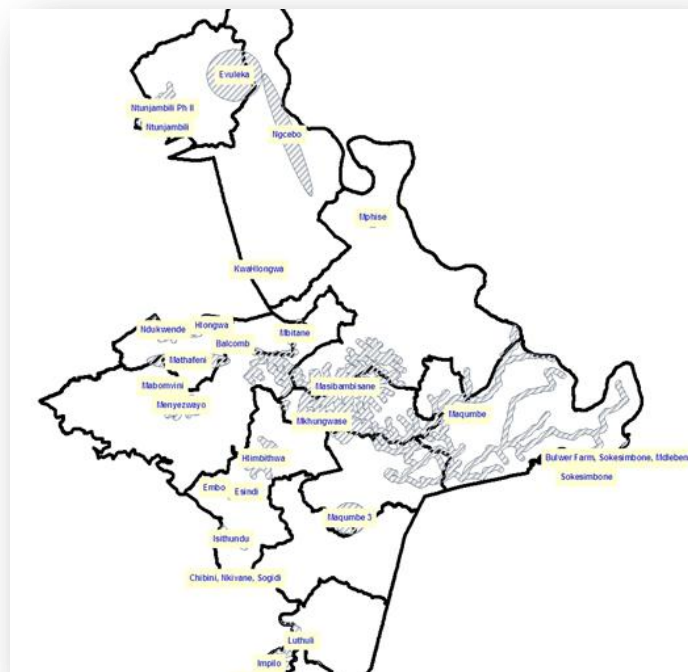 Evuleka
Ntunjambili Ph II
Ntunjambili
Ngcebo
Mphise
KwaHlongwa
Ndukwende
Hlongwa
Mbitane
Balcomb
Mathafeni
Mabomvini
Masibambisane
Menyezwayo
Maqumbe
Mkhungwase
Hlimbithwa
Bulwer Farm, Sokesimbone, Mdleben
Sokesimbone
Embo
Esindi
Maqumbe 3
Isithundu
Chibini, Nkivane, Sogidi
Luthuli
Impilo